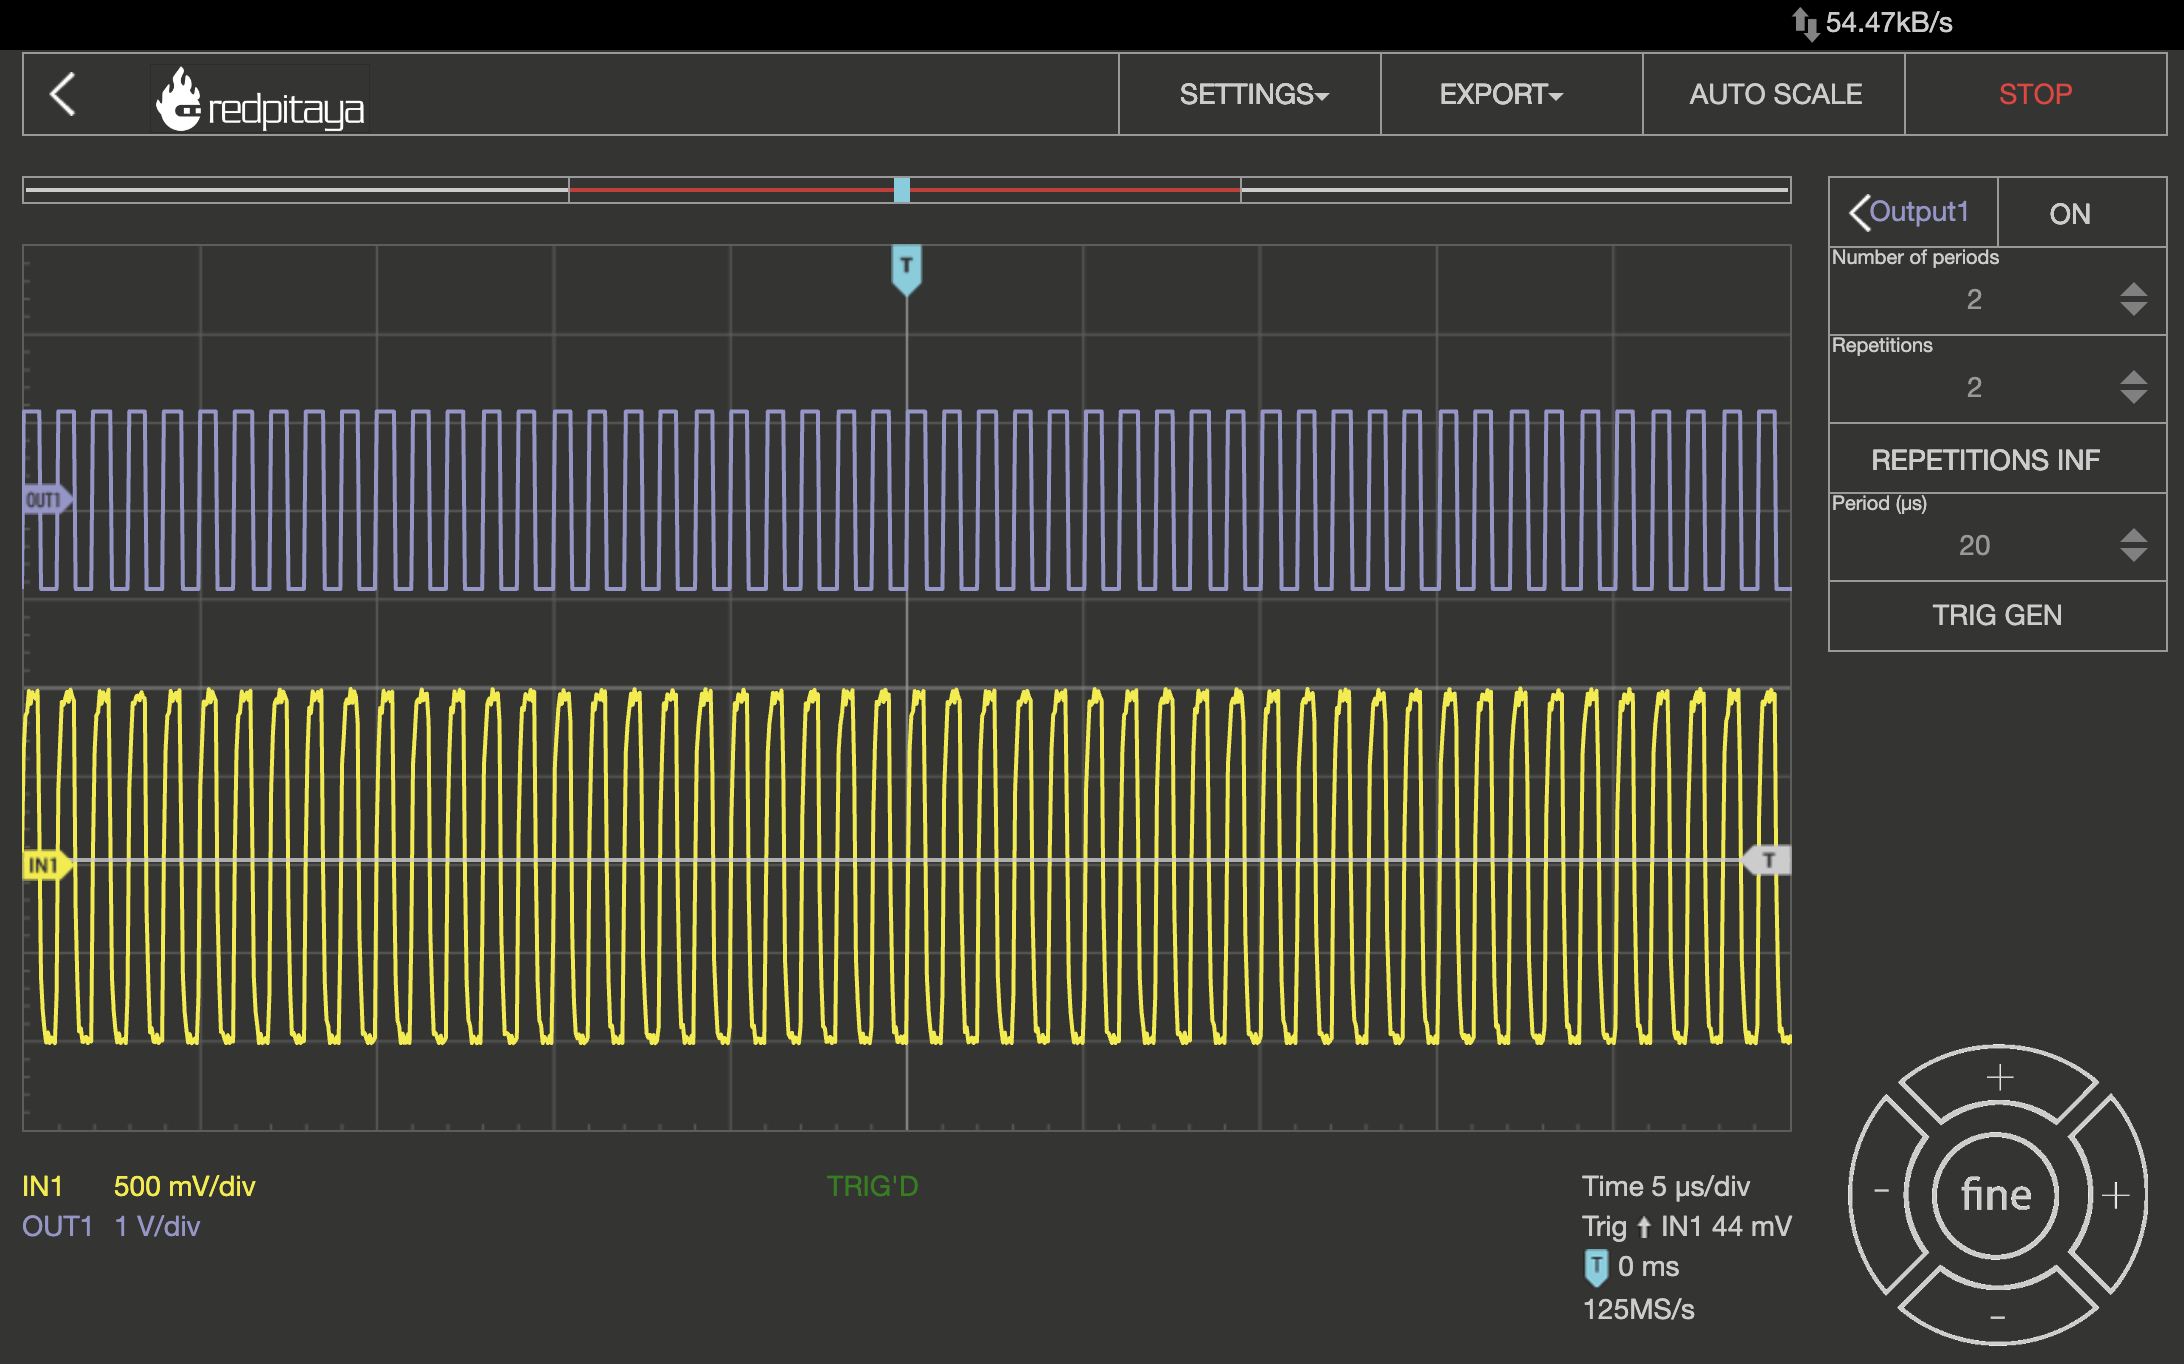 54.47kB/s
redpitaya
SETTINGS
EXPORT
AUTO SCALE
STOP
Output1
ON
Number of periods
2
Repetitions
2
REPETITIONS INF
Period (µs)
20
TRIG GEN
T
OUT1
IN1
T
+
-
fine
+
-
IN1 500 mV/div
OUT1 1 V/div
TRIG'D
Time 5 µs/div
Trig ↑ IN1 44 mV
T 0 ms
125MS/s